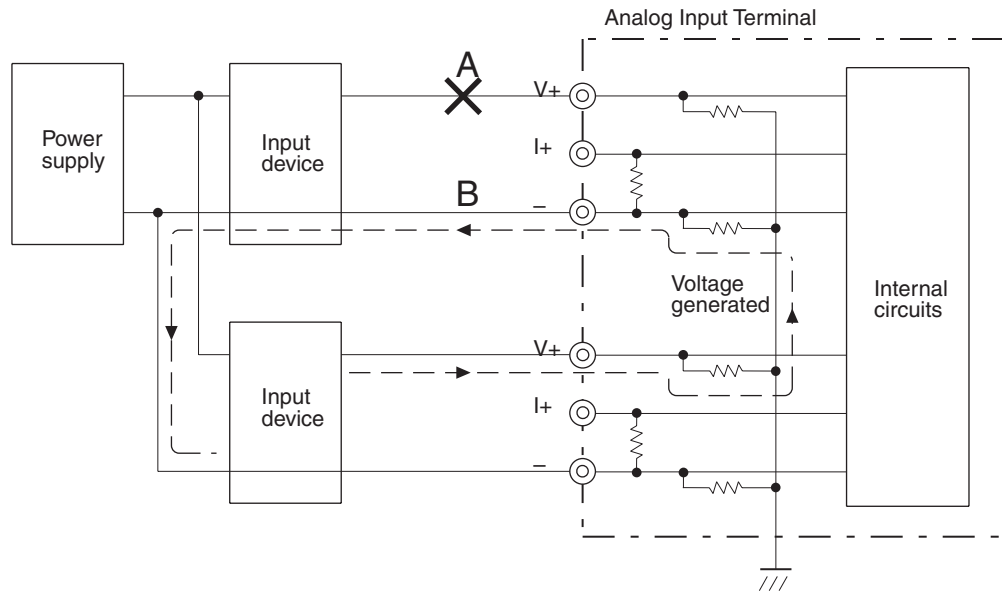 Analog Input Terminal
A
V+
Power
supply
Input
device
I+
B
−
Voltage
generated
Internal
circuits
V+
Input
device
I+
−